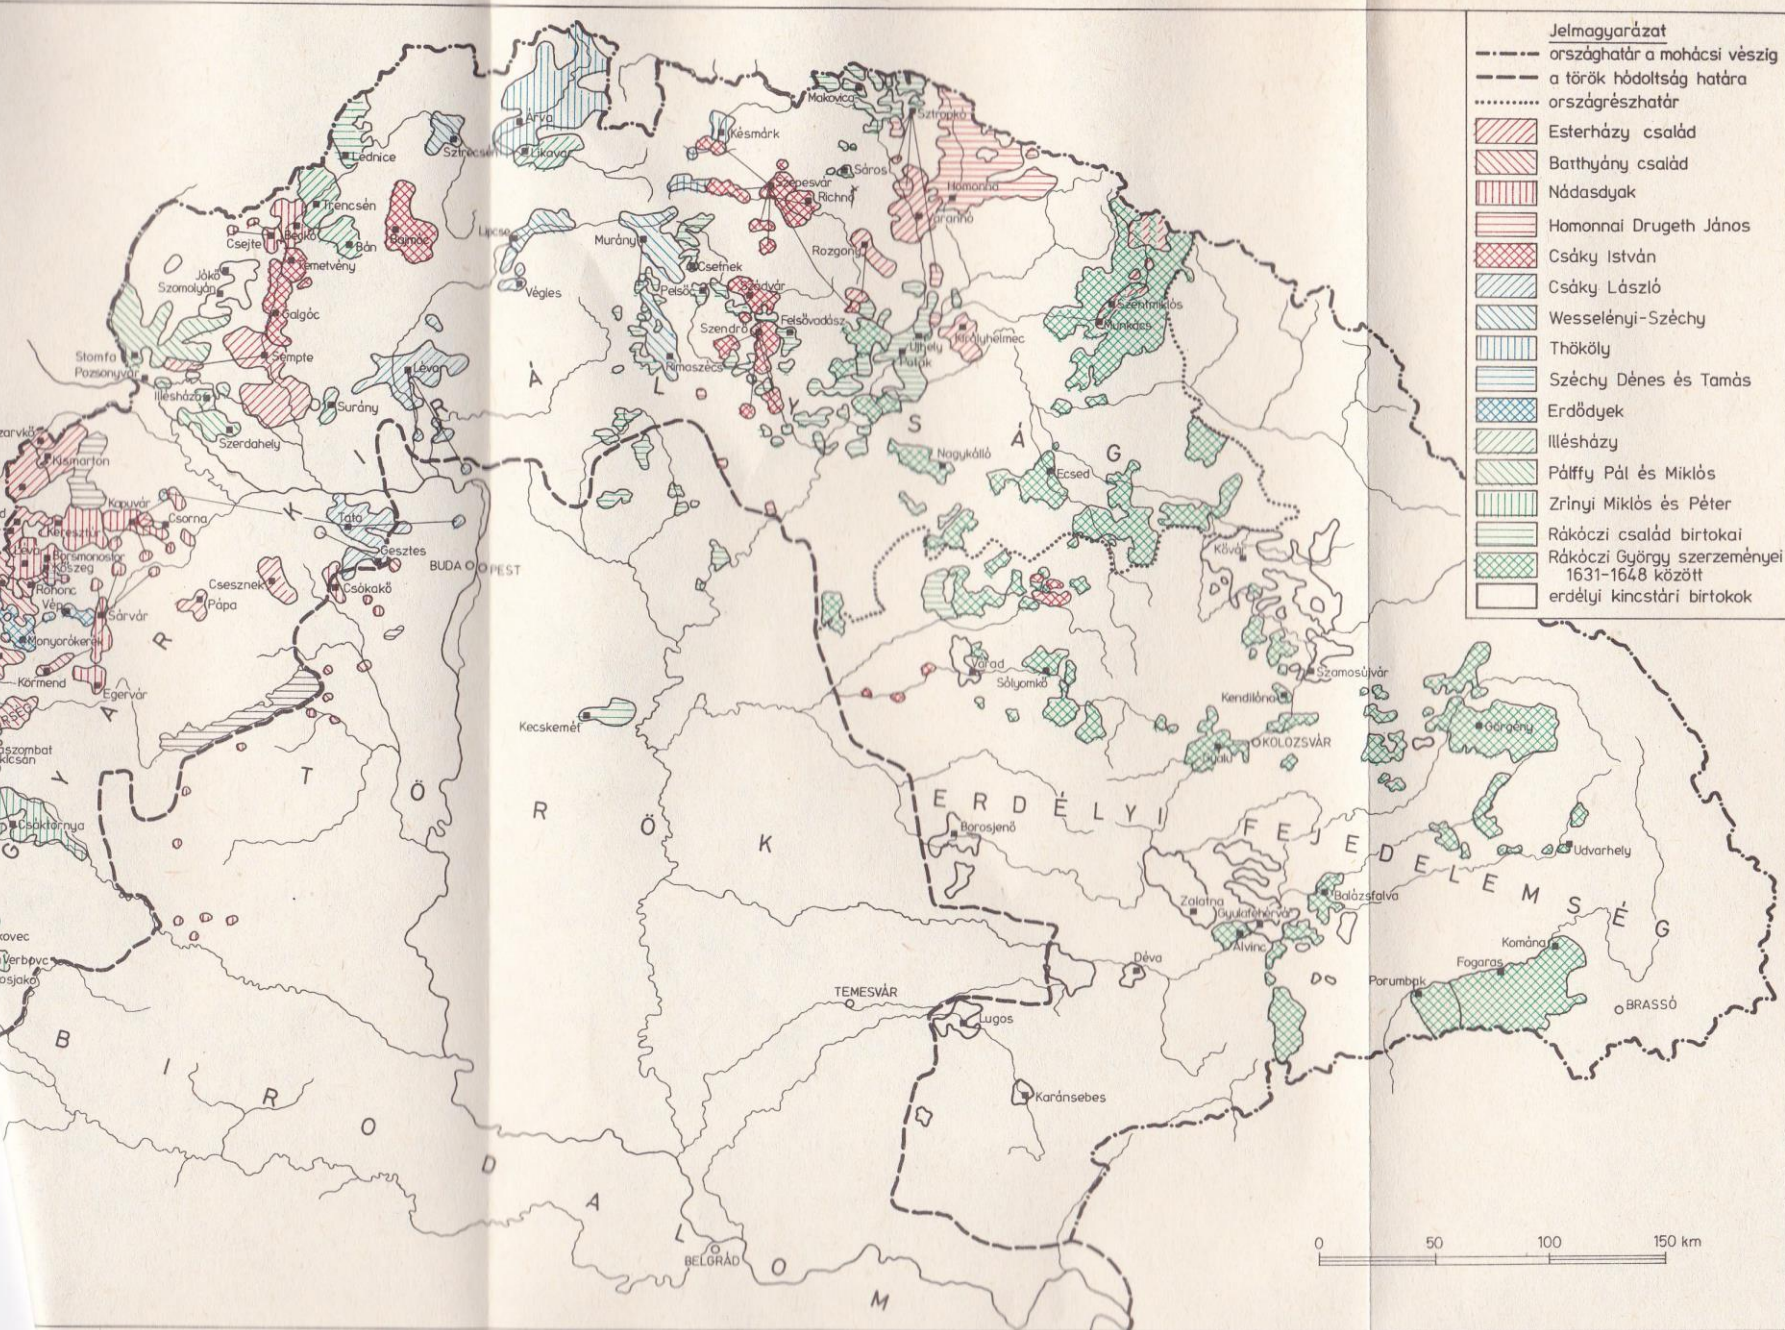 Jelmagyarázat
országhatár a mohácsi vészig
a török hódoltság határa
országrészhatár
Esterházy család
Batthyány család
Nádasdyak
Homonnai Drugeth János
Csáky István
Csáky László
Wesselényi-Széchy
Thököly
Széchy Dénes és Tamás
Erdődyek
Illésházy
Pálffy Pál és Miklós
Zrínyi Miklós és Péter
Rákóczi család birtokai
Rákóczi György szerzeményei
1631-1648 között
erdélyi kincstári birtokok
Makovica
Sztropkó
Árva
Késmárk
Sztrecsén
Likava
Lednice
Sáros
Szepesvár
Richnó
Homonna
Trencsén
Varannó
Beckó
Csejte
Bán
Bajmóc
Lipcse
Murány
Rozgony
Temetvény
Jókő
Csetnek
Szomolyán
Végles
Pelsőc
Szádvár
Szentmiklós
Munkács
Galgóc
Szendrő
Felsővadász
Királyhelmec
Újhely
Patak
Stomfa
Sempte
Pozsonyvár
Léva
Rimaszécs
Illésháza
Surány
Szerdahely
Kismarton
Nagykálló
Ecsed
Kapuvár
Csorna
Tata
Keresztúr
Léva
Borsmonostor
Kőszeg
Gesztes
BUDA
PEST
Kővár
Rohonc
Csesznek
Csókakő
Vép
Pápa
Sárvár
Monyorókerék
Körmend
Egervár
Várad
Sólyomkő
Szamosújvár
Kendilóna
Kecskemét
Görgény
KOLOZSVÁR
Gyalu
Csáktornya
Borosjenő
Udvarhely
Zalatna
Balázsfalva
Gyulafehérvár
Alvinc
Komána
Fogaras
Déva
Porumbak
TEMESVÁR
BRASSÓ
Lugos
Karánsebes
BELGRÁD
K I R Á L Y S Á G
M A G Y A R
T Ö R Ö K
B I R O D A L O M
E R D É L Y I F E J E D E L E M S É G
0 50 100 150 km